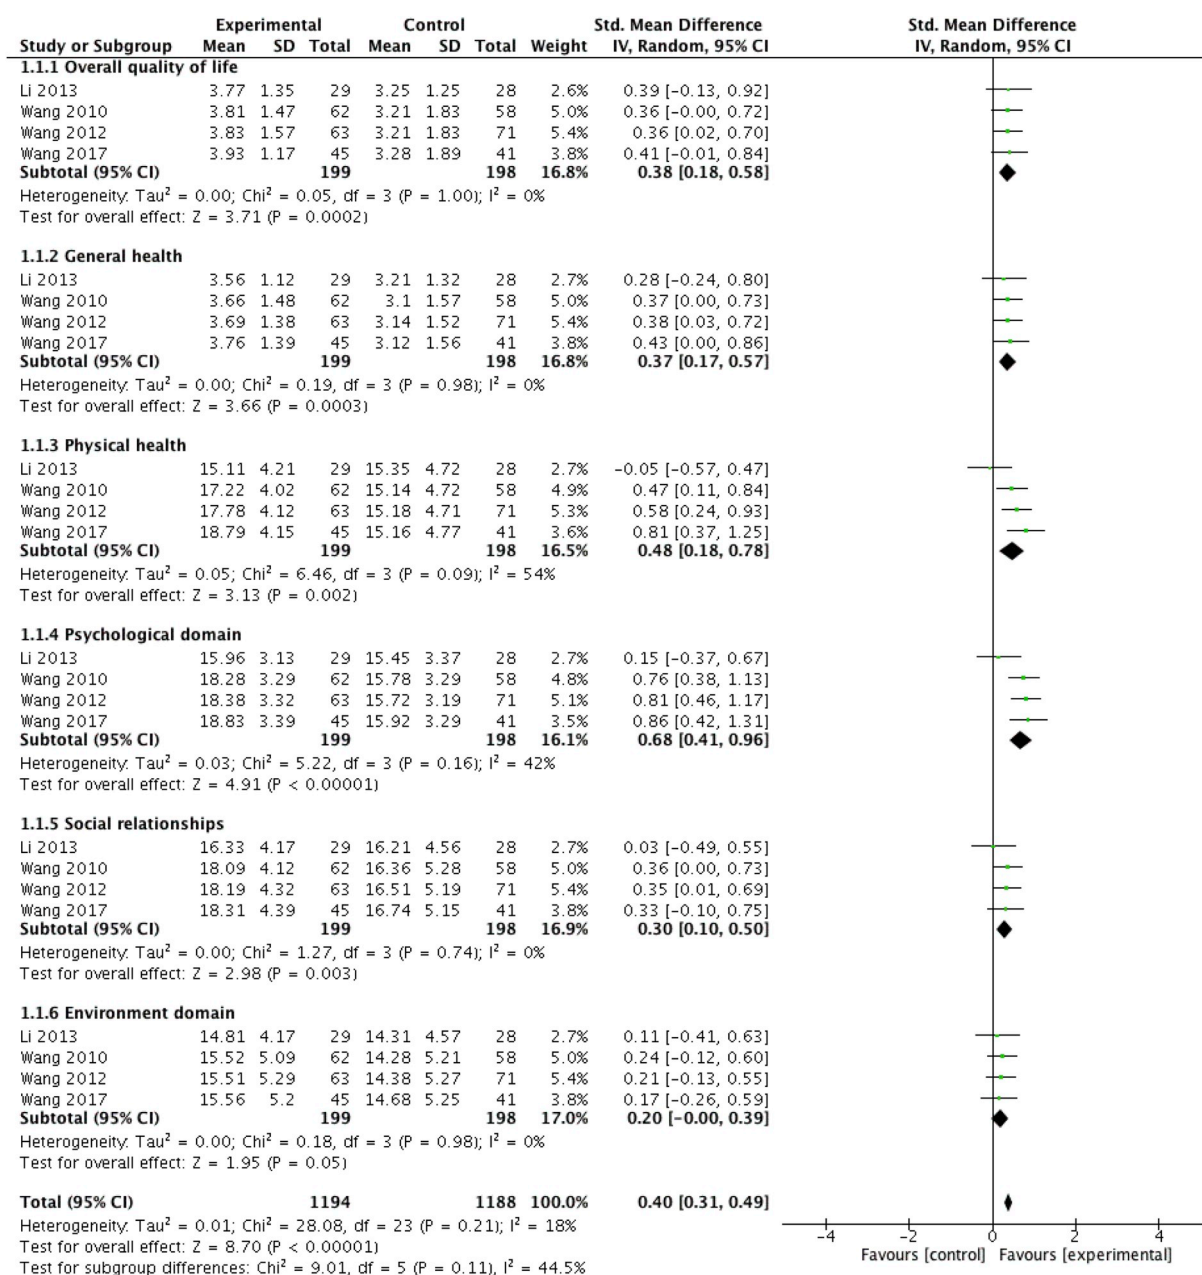 Experimental Control Std. Mean Difference Std. Mean Difference
Study or Subgroup Mean SD Total Mean SD Total Weight IV, Random, 95% CI IV, Random, 95% CI
1.1.1 Overall quality of life
Li 2013 3.77 1.35 29 3.25 1.25 28 2.6% 0.39 [-0.13, 0.92]
Wang 2010 3.81 1.47 62 3.21 1.83 58 5.0% 0.36 [-0.00, 0.72]
Wang 2012 3.83 1.57 63 3.21 1.83 71 5.4% 0.36 [0.02, 0.70]
Wang 2017 3.93 1.17 45 3.28 1.89 41 3.8% 0.41 [-0.01, 0.84]
Subtotal (95% CI) 199 198 16.8% 0.38 [0.18, 0.58]
Heterogeneity: Tau² = 0.00; Chi² = 0.05, df = 3 (P = 1.00); I² = 0%
Test for overall effect: Z = 3.71 (P = 0.0002)
1.1.2 General health
Li 2013 3.56 1.12 29 3.21 1.32 28 2.7% 0.28 [-0.24, 0.80]
Wang 2010 3.66 1.48 62 3.1 1.57 58 5.0% 0.37 [0.00, 0.73]
Wang 2012 3.69 1.38 63 3.14 1.52 71 5.4% 0.38 [0.03, 0.72]
Wang 2017 3.76 1.39 45 3.12 1.56 41 3.8% 0.43 [0.00, 0.86]
Subtotal (95% CI) 199 198 16.8% 0.37 [0.17, 0.57]
Heterogeneity: Tau² = 0.00; Chi² = 0.19, df = 3 (P = 0.98); I² = 0%
Test for overall effect: Z = 3.66 (P = 0.0003)
1.1.3 Physical health
Li 2013 15.11 4.21 29 15.35 4.72 28 2.7% -0.05 [-0.57, 0.47]
Wang 2010 17.22 4.02 62 15.14 4.72 58 4.9% 0.47 [0.11, 0.84]
Wang 2012 17.78 4.12 63 15.18 4.71 71 5.3% 0.58 [0.24, 0.93]
Wang 2017 18.79 4.15 45 15.16 4.77 41 3.6% 0.81 [0.37, 1.25]
Subtotal (95% CI) 199 198 16.5% 0.48 [0.18, 0.78]
Heterogeneity: Tau² = 0.05; Chi² = 6.46, df = 3 (P = 0.09); I² = 54%
Test for overall effect: Z = 3.13 (P = 0.002)
1.1.4 Psychological domain
Li 2013 15.96 3.13 29 15.45 3.37 28 2.7% 0.15 [-0.37, 0.67]
Wang 2010 18.28 3.29 62 15.78 3.29 58 4.8% 0.76 [0.38, 1.13]
Wang 2012 18.38 3.32 63 15.72 3.19 71 5.1% 0.81 [0.46, 1.17]
Wang 2017 18.83 3.39 45 15.92 3.29 41 3.5% 0.86 [0.42, 1.31]
Subtotal (95% CI) 199 198 16.1% 0.68 [0.41, 0.96]
Heterogeneity: Tau² = 0.03; Chi² = 5.22, df = 3 (P = 0.16); I² = 42%
Test for overall effect: Z = 4.91 (P < 0.00001)
1.1.5 Social relationships
Li 2013 16.33 4.17 29 16.21 4.56 28 2.7% 0.03 [-0.49, 0.55]
Wang 2010 18.09 4.12 62 16.36 5.28 58 5.0% 0.36 [0.00, 0.73]
Wang 2012 18.19 4.32 63 16.51 5.19 71 5.4% 0.35 [0.01, 0.69]
Wang 2017 18.31 4.39 45 16.74 5.15 41 3.8% 0.33 [-0.10, 0.75]
Subtotal (95% CI) 199 198 16.9% 0.30 [0.10, 0.50]
Heterogeneity: Tau² = 0.00; Chi² = 1.27, df = 3 (P = 0.74); I² = 0%
Test for overall effect: Z = 2.98 (P = 0.003)
1.1.6 Environment domain
Li 2013 14.81 4.17 29 14.31 4.57 28 2.7% 0.11 [-0.41, 0.63]
Wang 2010 15.52 5.09 62 14.28 5.21 58 5.0% 0.24 [-0.12, 0.60]
Wang 2012 15.51 5.29 63 14.38 5.27 71 5.4% 0.21 [-0.13, 0.55]
Wang 2017 15.56 5.2 45 14.68 5.25 41 3.8% 0.17 [-0.26, 0.59]
Subtotal (95% CI) 199 198 17.0% 0.20 [-0.00, 0.39]
Heterogeneity: Tau² = 0.00; Chi² = 0.18, df = 3 (P = 0.98); I² = 0%
Test for overall effect: Z = 1.95 (P = 0.05)
Total (95% CI) 1194 1188 100.0% 0.40 [0.31, 0.49]
Heterogeneity: Tau² = 0.01; Chi² = 28.08, df = 23 (P = 0.21); I² = 18%
Test for overall effect: Z = 8.70 (P < 0.00001)
Test for subgroup differences: Chi² = 9.01, df = 5 (P = 0.11), I² = 44.5%
-4 -2 0 2 4
Favours [control] Favours [experimental]